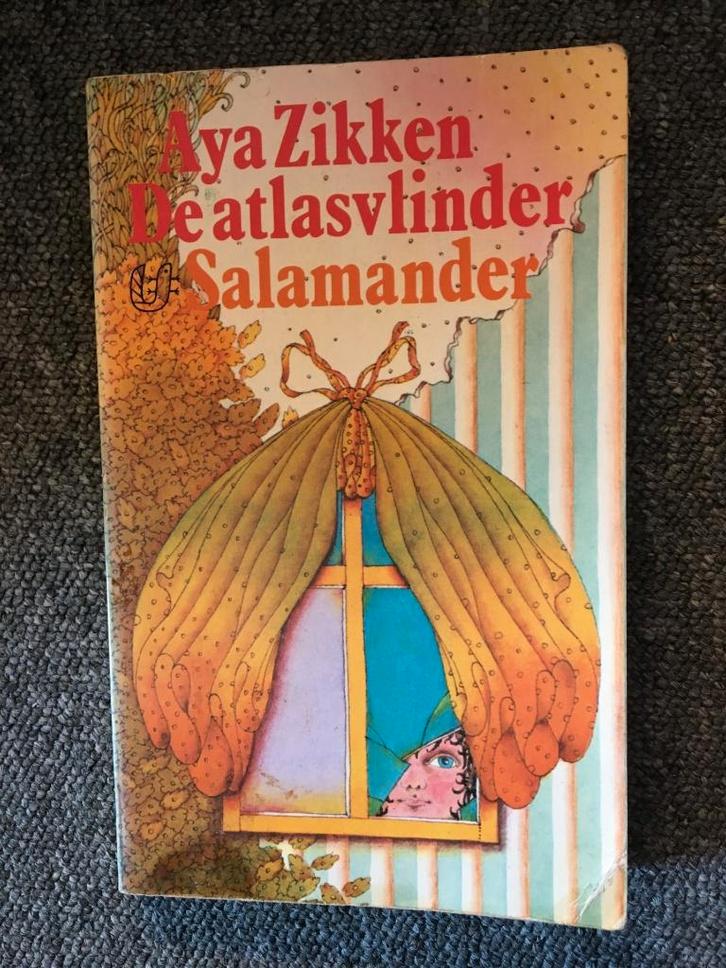 Aya Zikken
De atlasvlinder
Salamander